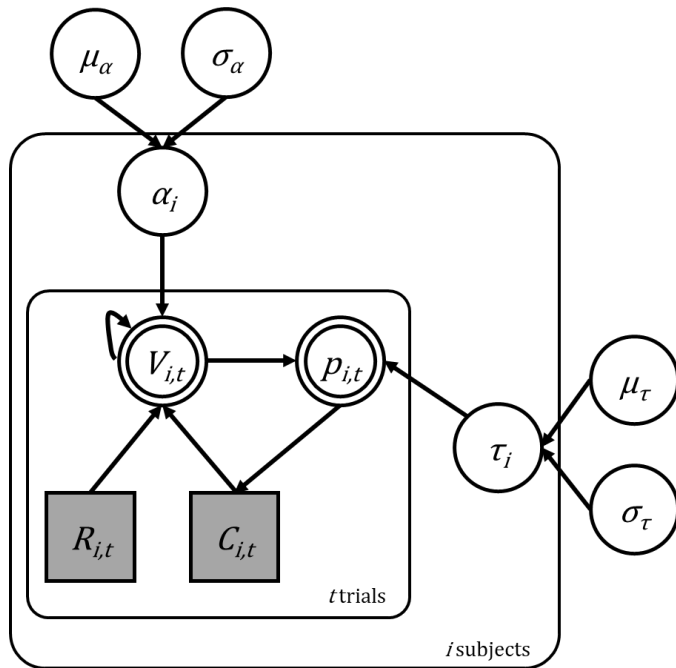 μα σα
αi
Vi,t pi,t
μτ
τi
στ
Ri,t Ci,t
t trials
i subjects